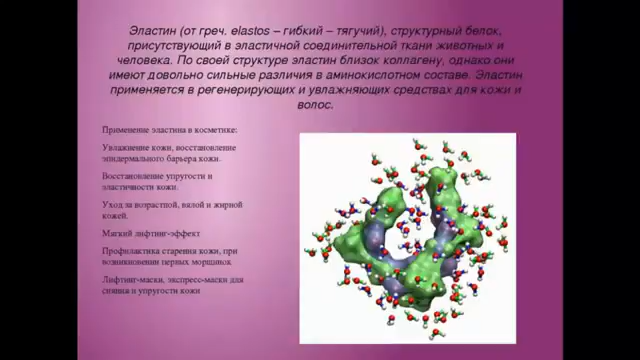 Эластин (от греч. elastos – гибкий – тягучий), структурный белок,
присутствующий в эластичной соединительной ткани животных и
человека. По своей структуре эластин близок коллагену, однако они
имеют довольно сильные различия в аминокислотном составе. Эластин
применяется в регенерирующих и увлажняющих средствах для кожи и
волос.
Применение эластина в косметике:
Увлажнение кожи, восстановление
эпидермального барьера кожи.
Восстановление упругости и
эластичности кожи.
Уход за возрастной, вялой и жирной
кожей.
Мягкий лифтинг-эффект
Профилактика старения кожи, при
возникновении первых морщинок
Лифтинг-маски, экспресс-маски для
сияния и упругости кожи